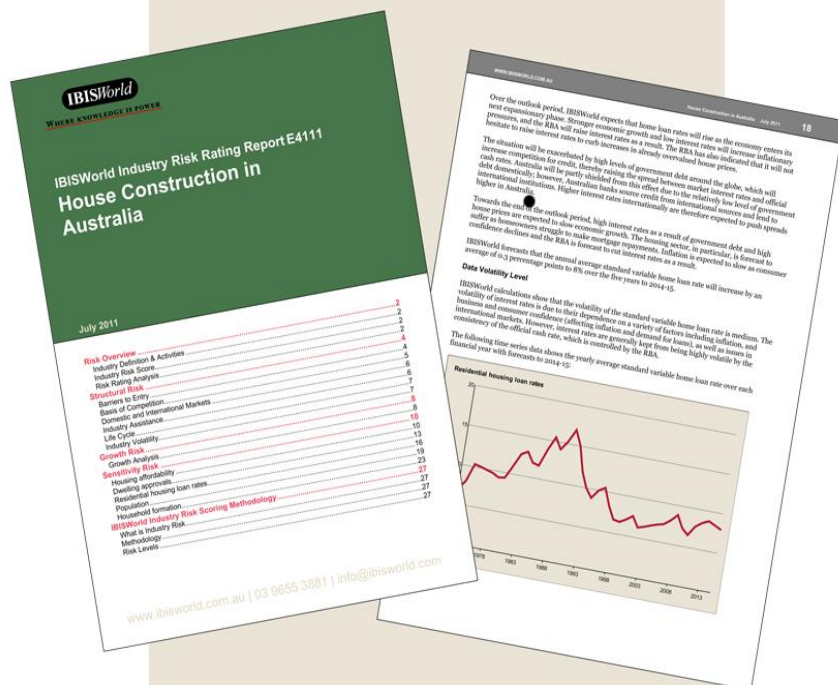 IBISWorld
WHERE KNOWLEDGE IS POWER
IBISWorld Industry Risk Rating Report E4111
House Construction in
Australia
July 2011
Risk Overview 2
Industry Definition & Activities 2
Industry Risk Score 2
Risk Rating Analysis 2
Structural Risk 4
Barriers to Entry 4
Basis of Competition 5
Domestic and International Markets 6
Industry Assistance 6
Life Cycle 7
Industry Volatility 7
Growth Risk 8
Growth Analysis 8
Sensitivity Risk 10
Housing affordability 10
Dwelling approvals 13
Residential housing loan rates 16
Population 19
Household formation 23
IBISWorld Industry Risk Scoring Methodology 27
What is Industry Risk 27
Methodology 27
Risk Levels 27
www.ibisworld.com.au | 03 9655 3881 | info@ibisworld.com
WWW.IBISWORLD.COM.AU
House Construction in Australia July 2011 18
Over the outlook period, IBISWorld expects that home loan rates will rise as the economy enters its
next expansionary phase. Stronger economic growth and low interest rates will increase inflationary
pressures, and the RBA will raise interest rates as a result. The RBA has also indicated that it will not
hesitate to raise interest rates to curb increases in already overvalued house prices.
The situation will be exacerbated by high levels of government debt around the globe, which will
increase competition for credit, thereby raising the spread between market interest rates and official
cash rates. Australia will be partly shielded from this effect due to the relatively low level of government
debt domestically; however, Australian banks source credit from international sources and lend to
international institutions. Higher interest rates internationally are therefore expected to push spreads
higher in Australia.
Towards the end of the outlook period, high interest rates as a result of government debt and high
house prices are expected to slow economic growth. The housing sector, in particular, is forecast to
suffer as homeowners struggle to make mortgage repayments. Inflation is expected to slow as consumer
confidence declines and the RBA is forecast to cut interest rates as a result.
IBISWorld forecasts that the annual average standard variable home loan rate will increase by an
average of 0.3 percentage points to 8% over the five years to 2014-15.
Data Volatility Level
IBISWorld calculations show that the volatility of the standard variable home loan rate is medium. The
volatility of interest rates is due to their dependence on a variety of factors including inflation, and
business and consumer confidence (affecting inflation and demand for loans), as well as issues in
international markets. However, interest rates are generally kept from being highly volatile by the
consistency of the official cash rate, which is controlled by the RBA.
The following time series data shows the yearly average standard variable home loan rate over each
financial year with forecasts to 2014-15:
Residential housing loan rates
20
15
1978 1983 1988 1993 1998 2003 2008 2013